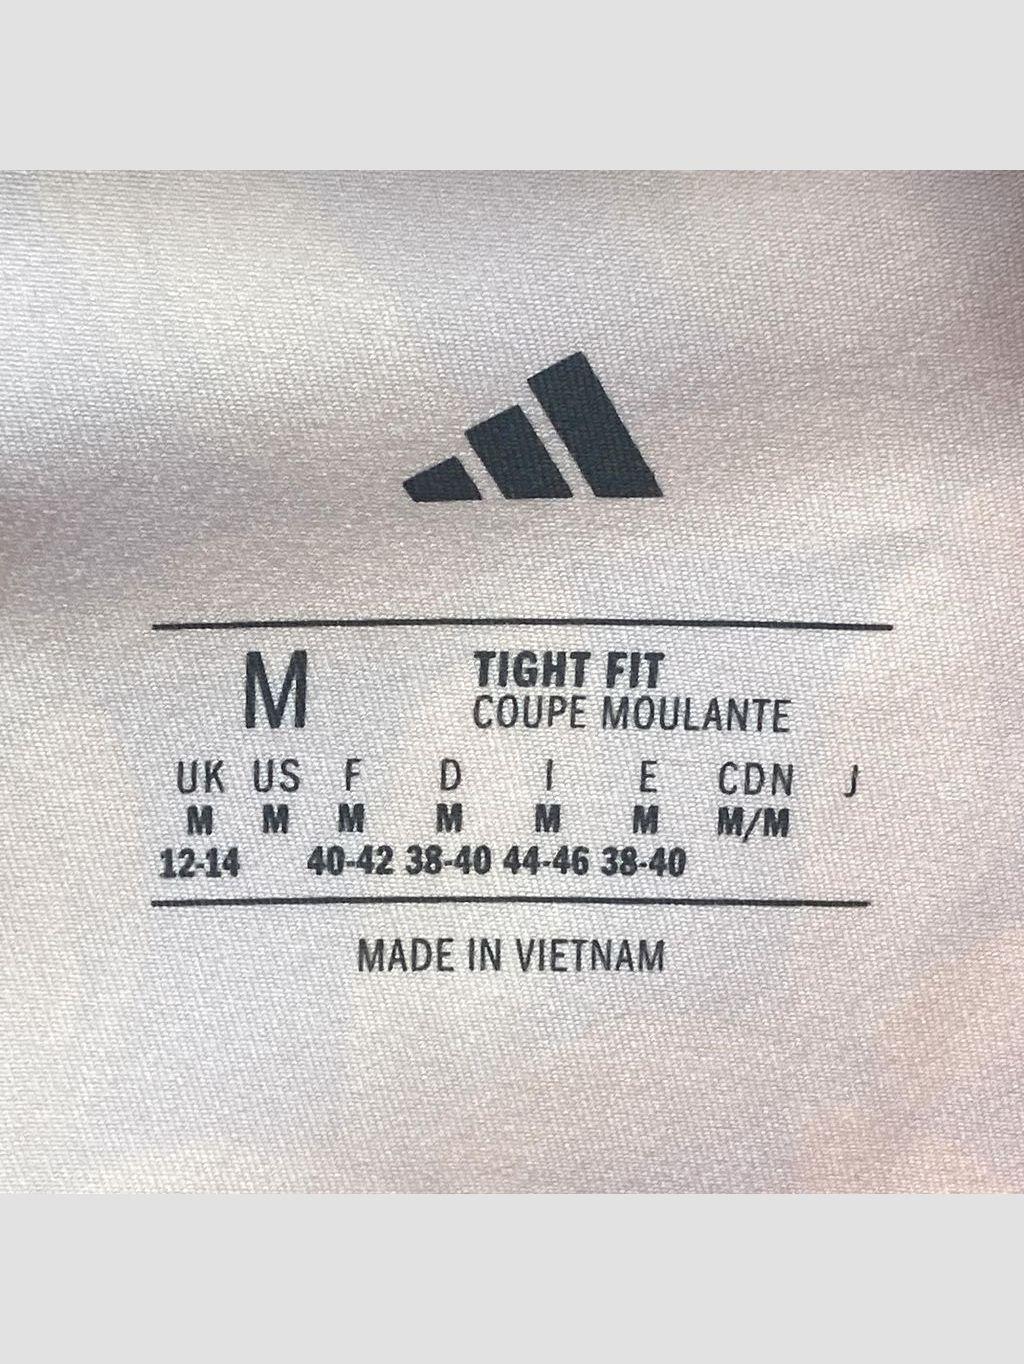 M
TIGHT FIT
COUPE MOULANTE
UK US F D I E CDN J
M M M M M M M/M
12-14 40-42 38-40 44-46 38-40
MADE IN VIETNAM